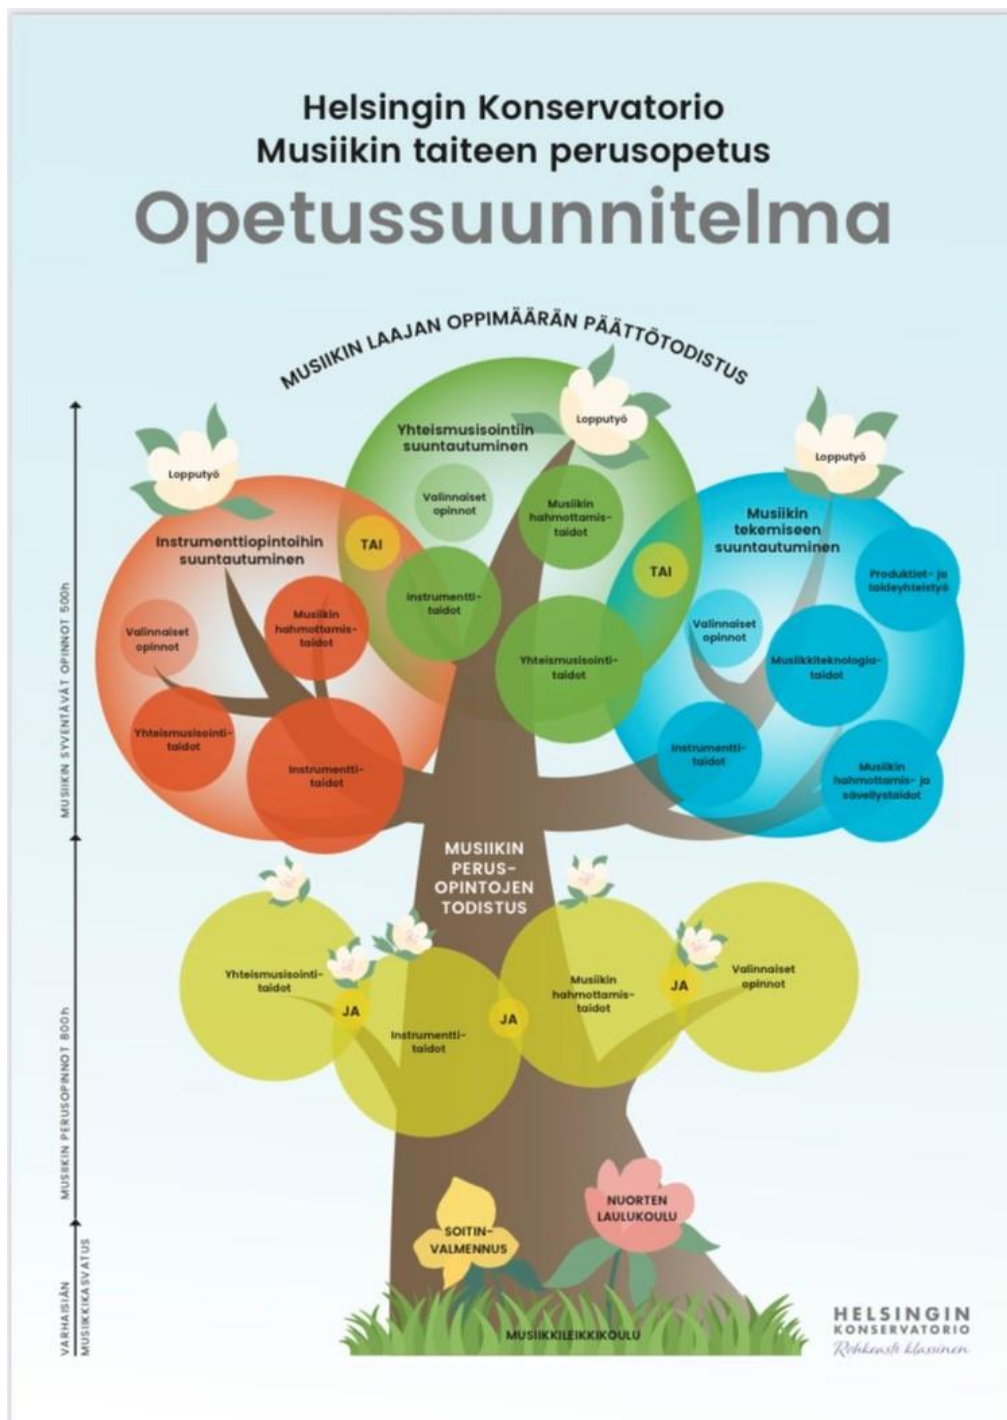 Helsingin Konservatorio
Musiikin taiteen perusopetus
Opetussuunnitelma
MUSIIKIN LAAJAN OPPIMÄÄRÄN PÄÄTTÖTODISTUS
Lopputyö
Yhteismusisointiin
suuntautuminen
Lopputyö
Lopputyö
Valinnaiset
opinnot
Musiikin
hahmottamis-
taidot
Instrumentti-
taidot
Yhteismusisointi-
taidot
TAI
TAI
Instrumenttiopintoihin
suuntautuminen
Valinnaiset
opinnot
Musiikin
hahmottamis-
taidot
Yhteismusisointi-
taidot
Instrumentti-
taidot
Musiikin
tekemiseen
suuntautuminen
Produktiot- ja
taideyhteistyö
Valinnaiset
opinnot
Musiikkiteknologia-
taidot
Instrumentti-
taidot
Musiikin
hahmottamis- ja
sävellystaidot
MUSIIKIN SYVENTÄVÄT OPINNOT 500h
MUSIIKIN
PERUS-
OPINTOJEN
TODISTUS
Yhteismusisointi-
taidot
JA
Instrumentti-
taidot
JA
Musiikin
hahmottamis-
taidot
JA
Valinnaiset
opinnot
MUSIIKIN PERUSOPINNOT 800h
SOITIN-
VALMENNUS
NUORTEN
LAULUKOULU
MUSIIKKILEIKKIKOULU
VARHAISIÄN
MUSIIKKIKASVATUS
HELSINGIN
KONSERVATORIO
Rohkeasti klassinen